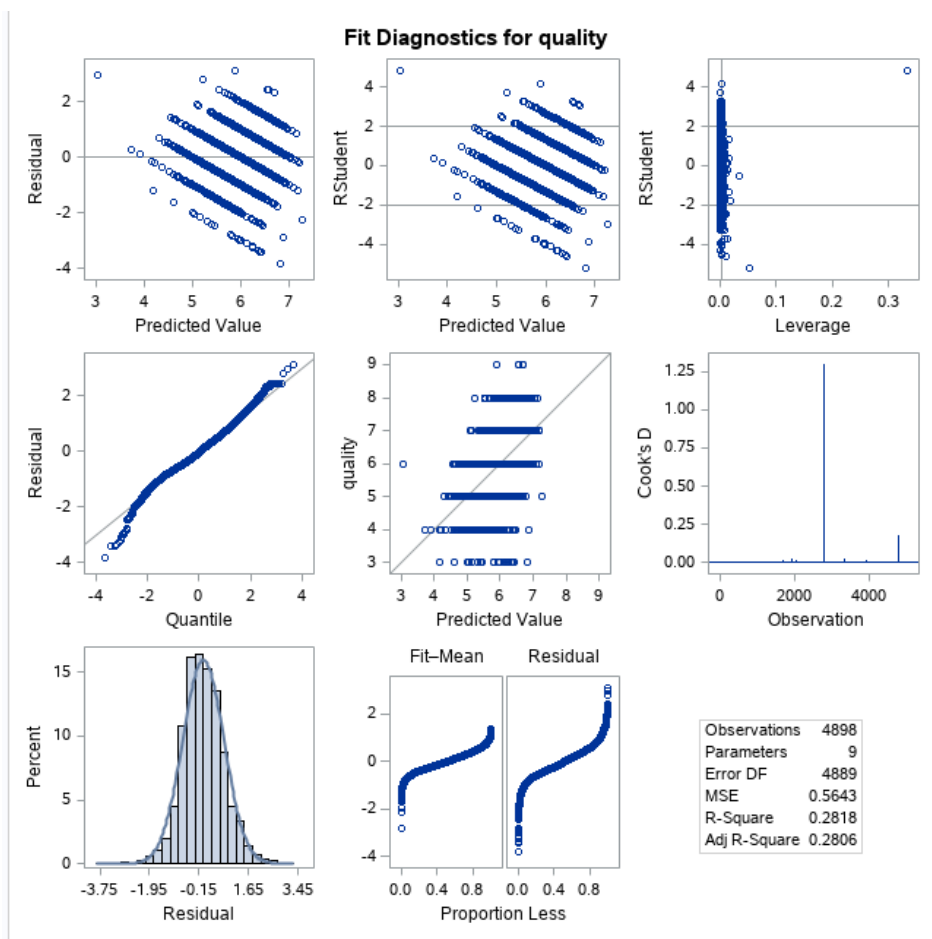 Fit Diagnostics for quality
Residual
2
0
-2
-4
3 4 5 6 7
Predicted Value
RStudent
4
2
0
-2
-4
3 4 5 6 7
Predicted Value
RStudent
4
2
0
-2
-4
0.0 0.1 0.2 0.3
Leverage
Residual
2
0
-2
-4
-4 -2 0 2 4
Quantile
quality
9
8
7
6
5
4
3
3 4 5 6 7 8 9
Predicted Value
Cook's D
1.25
1.00
0.75
0.50
0.25
0.00
0 2000 4000
Observation
Percent
15
10
5
0
-3.75 -1.95 -0.15 1.65 3.45
Residual
Fit–Mean Residual
2
0
-2
-4
0.0 0.4 0.8 0.0 0.4 0.8
Proportion Less
Observations 4898
Parameters 9
Error DF 4889
MSE 0.5643
R-Square 0.2818
Adj R-Square 0.2806